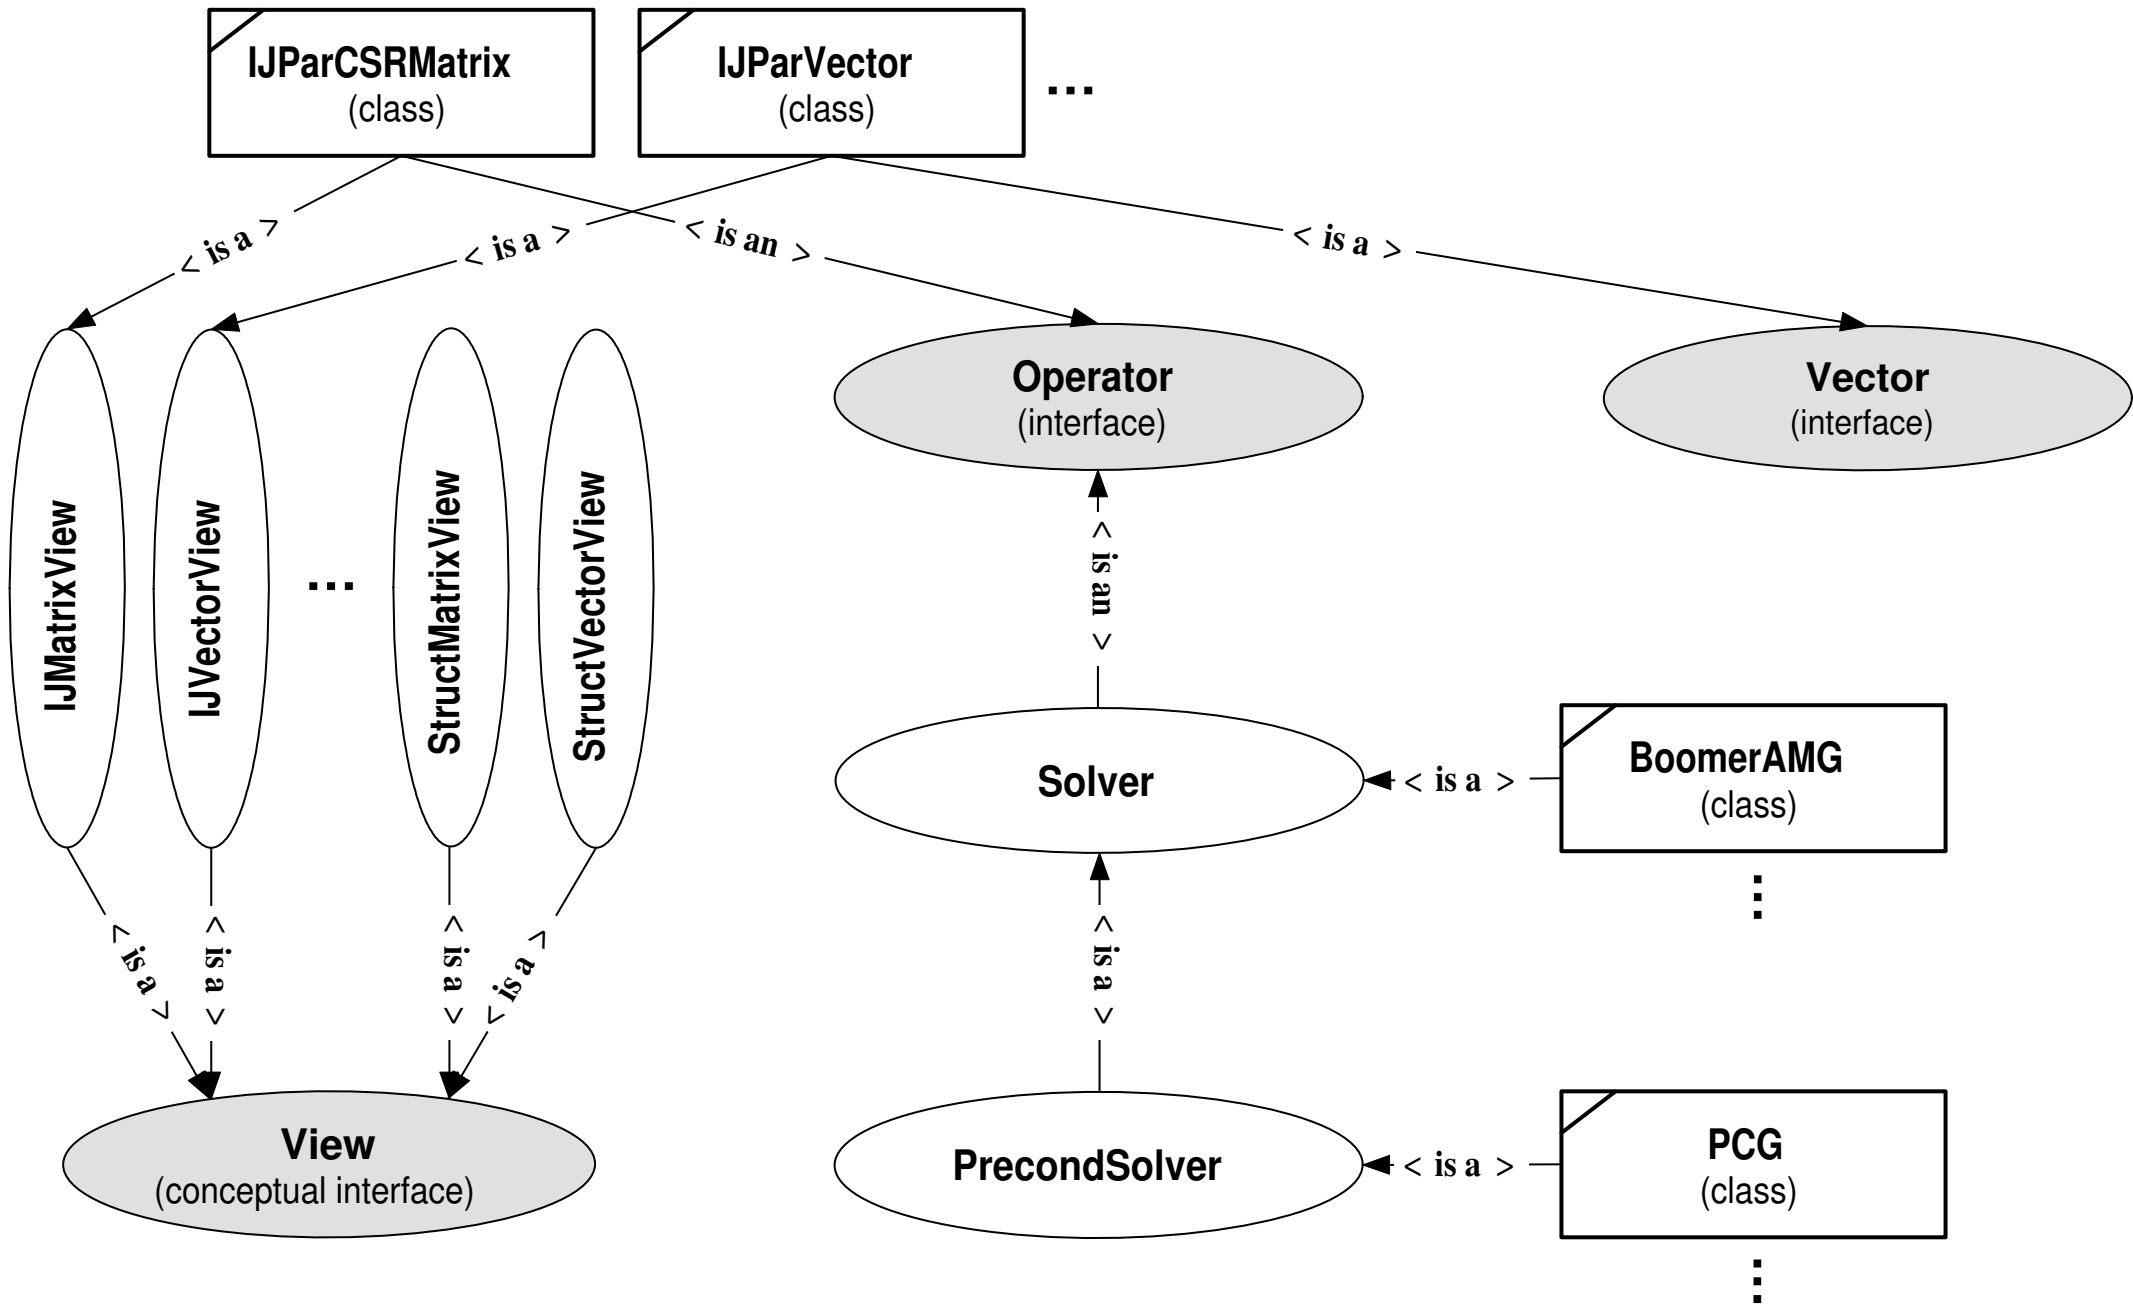 IJParCSRMatrix
(class)
IJParVector
(class)
...
< is a >
< is a >
< is an >
< is a >
Operator
(interface)
Vector
(interface)
IJMatrixView
IJVectorView
...
StructMatrixView
StructVectorView
< is an >
Solver
< is a >
BoomerAMG
(class)
...
< is a >
< is a >
< is a >
< is a >
< is a >
View
(conceptual interface)
PrecondSolver
< is a >
PCG
(class)
...